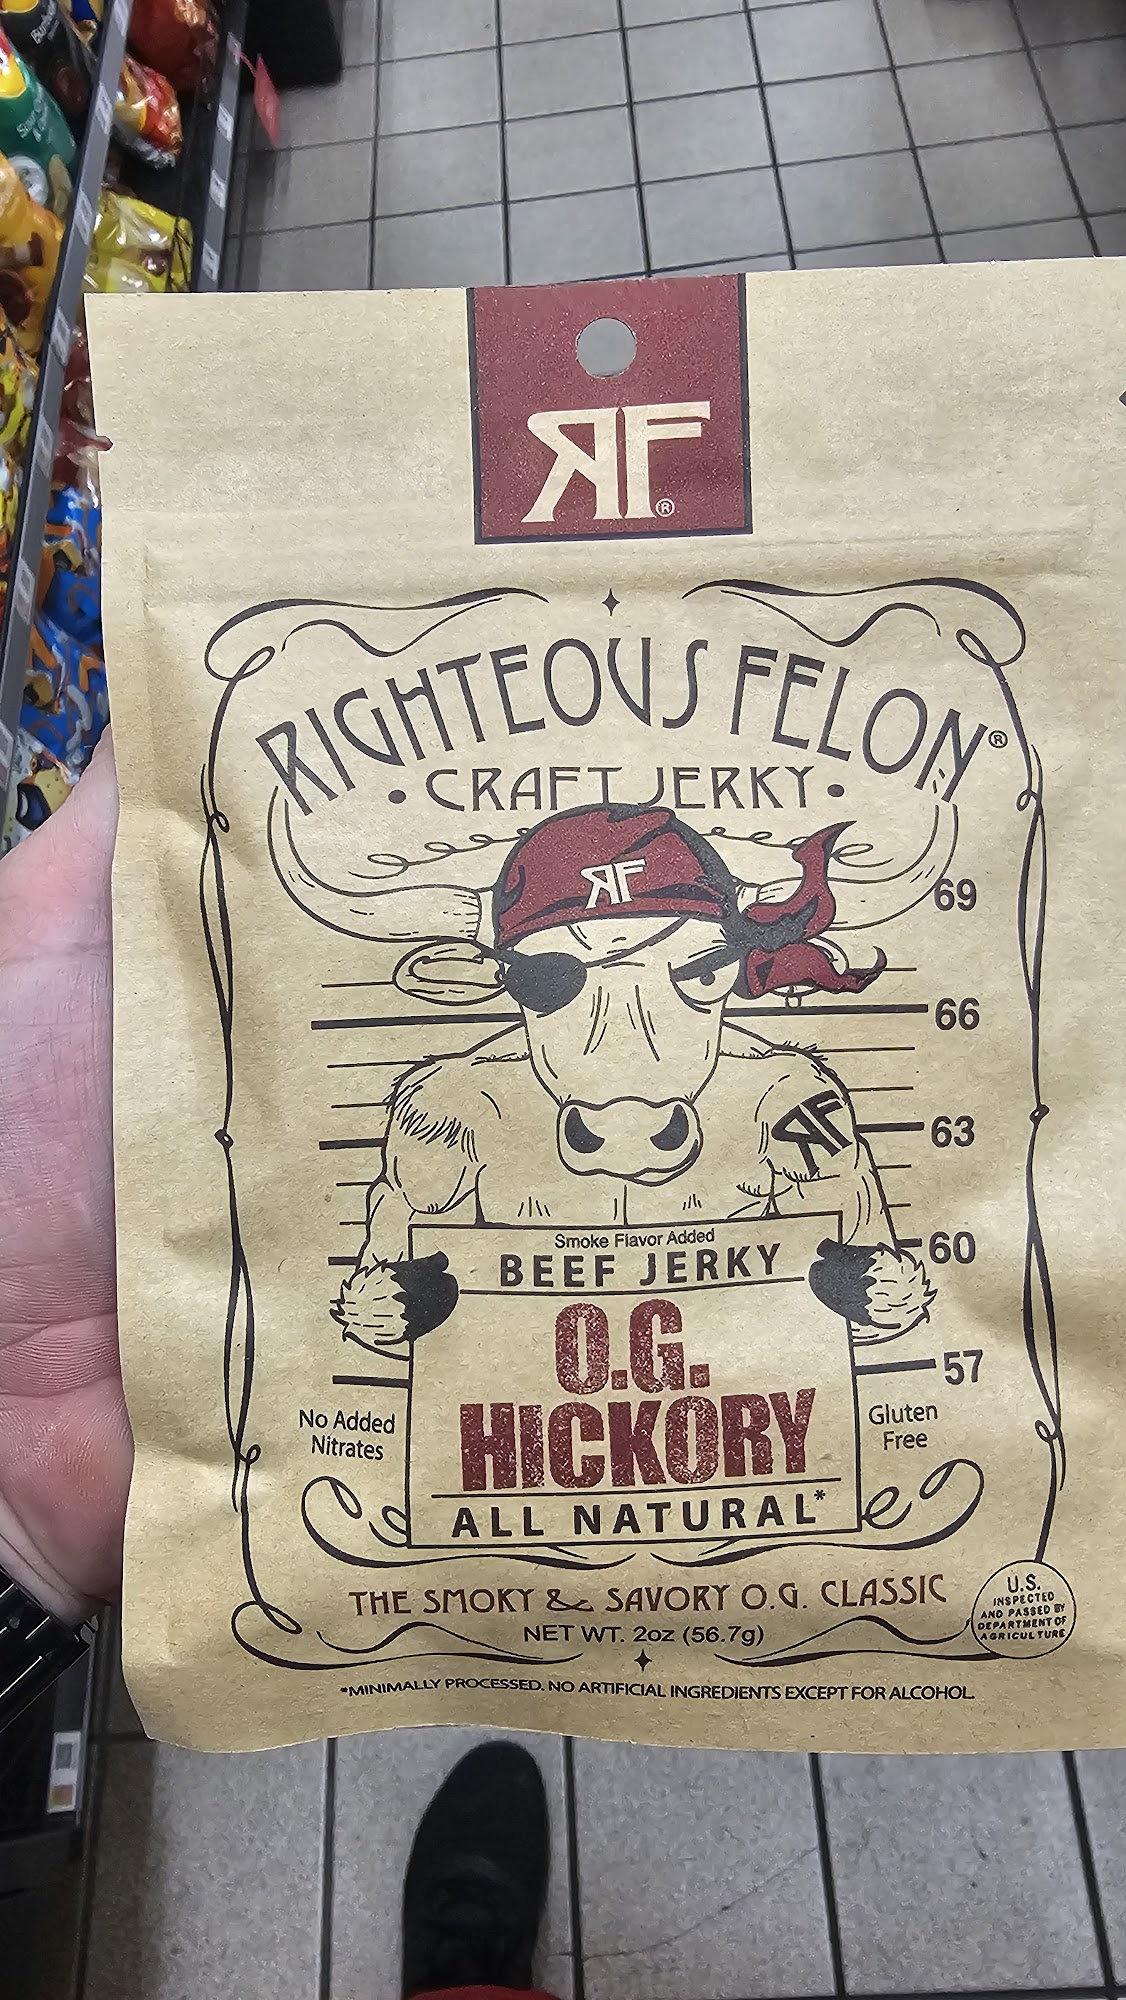 RF®
RIGHTEOUS FELON®
• CRAFT JERKY •
RF
69
66
RF
63
Smoke Flavor Added
60
BEEF JERKY
O.G.
57
HICKORY
No Added
Nitrates
Gluten
Free
ALL NATURAL*
THE SMOKY & SAVORY O.G. CLASSIC
NET WT. 2oz (56.7g)
U.S.
INSPECTED
AND PASSED BY
DEPARTMENT OF
AGRICULTURE
*MINIMALLY PROCESSED. NO ARTIFICIAL INGREDIENTS EXCEPT FOR ALCOHOL.